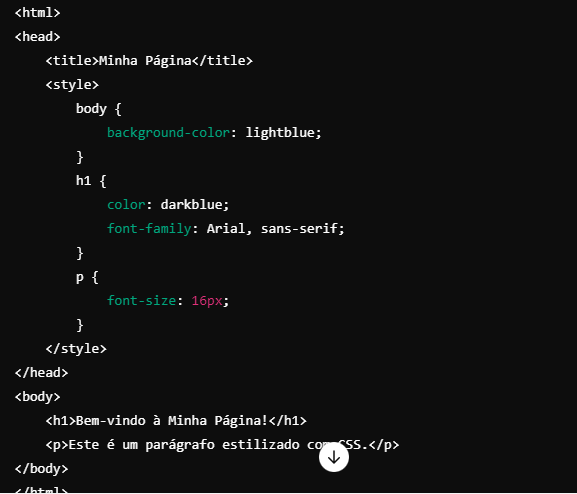 <html>
<head>
    <title>Minha Página</title>
    <style>
        body {
            background-color: lightblue;
        }
        h1 {
            color: darkblue;
            font-family: Arial, sans-serif;
        }
        p {
            font-size: 16px;
        }
    </style>
</head>
<body>
    <h1>Bem-vindo à Minha Página!</h1>
    <p>Este é um parágrafo estilizado com CSS.</p>
</body>
</html>